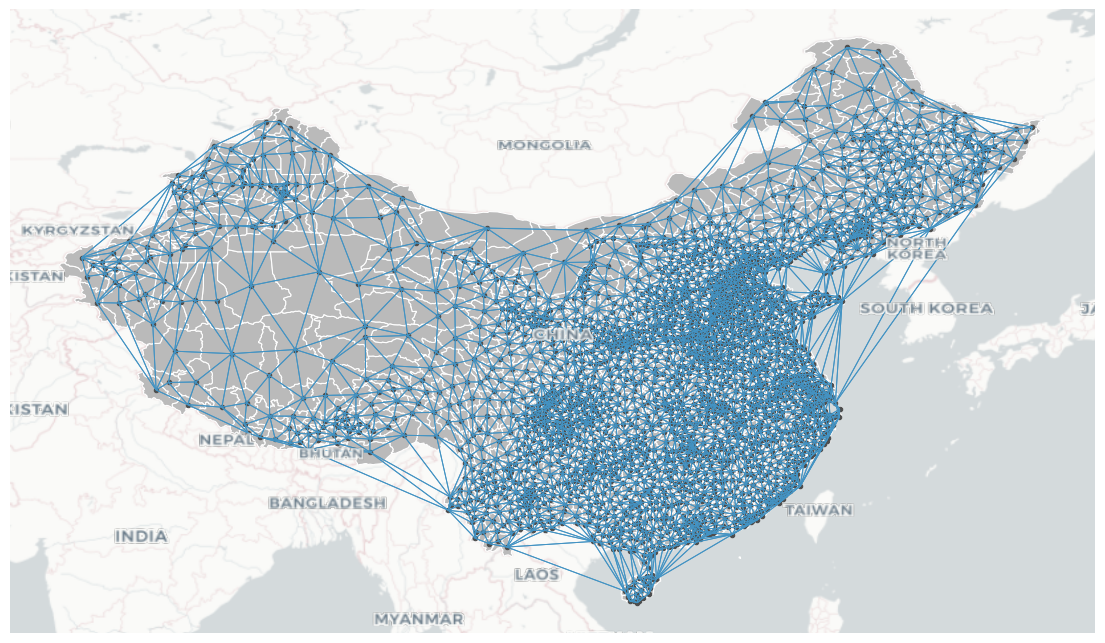 MONGOLIA
KYRGYZSTAN
NORTH
KOREA
KISTAN
SOUTH KOREA
JA
CHINA
KISTAN
NEPAL
BHUTAN
BANGLADESH
TAIWAN
INDIA
LAOS
MYANMAR